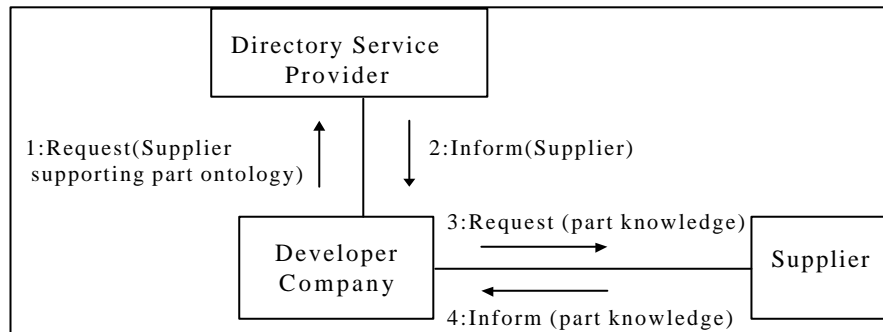 Directory Service
Provider
1:Request(Supplier
supporting part ontology)
2:Inform(Supplier)
3:Request (part knowledge)
Developer
Company
Supplier
4:Inform (part knowledge)